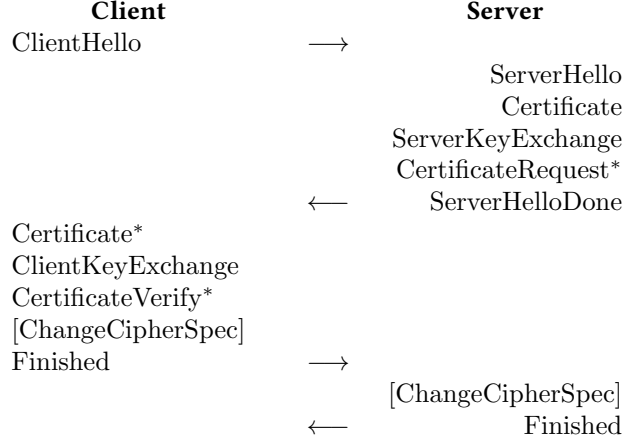 Client Server
ClientHello ⟶
ServerHello
Certificate
ServerKeyExchange
CertificateRequest*
⟵ ServerHelloDone
Certificate*
ClientKeyExchange
CertificateVerify*
[ChangeCipherSpec]
Finished ⟶
[ChangeCipherSpec]
⟵ Finished